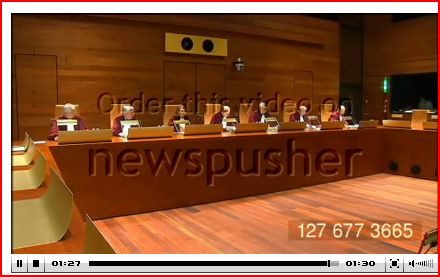 Order this video on
newspusher
127 677 3665
01:27
01:30